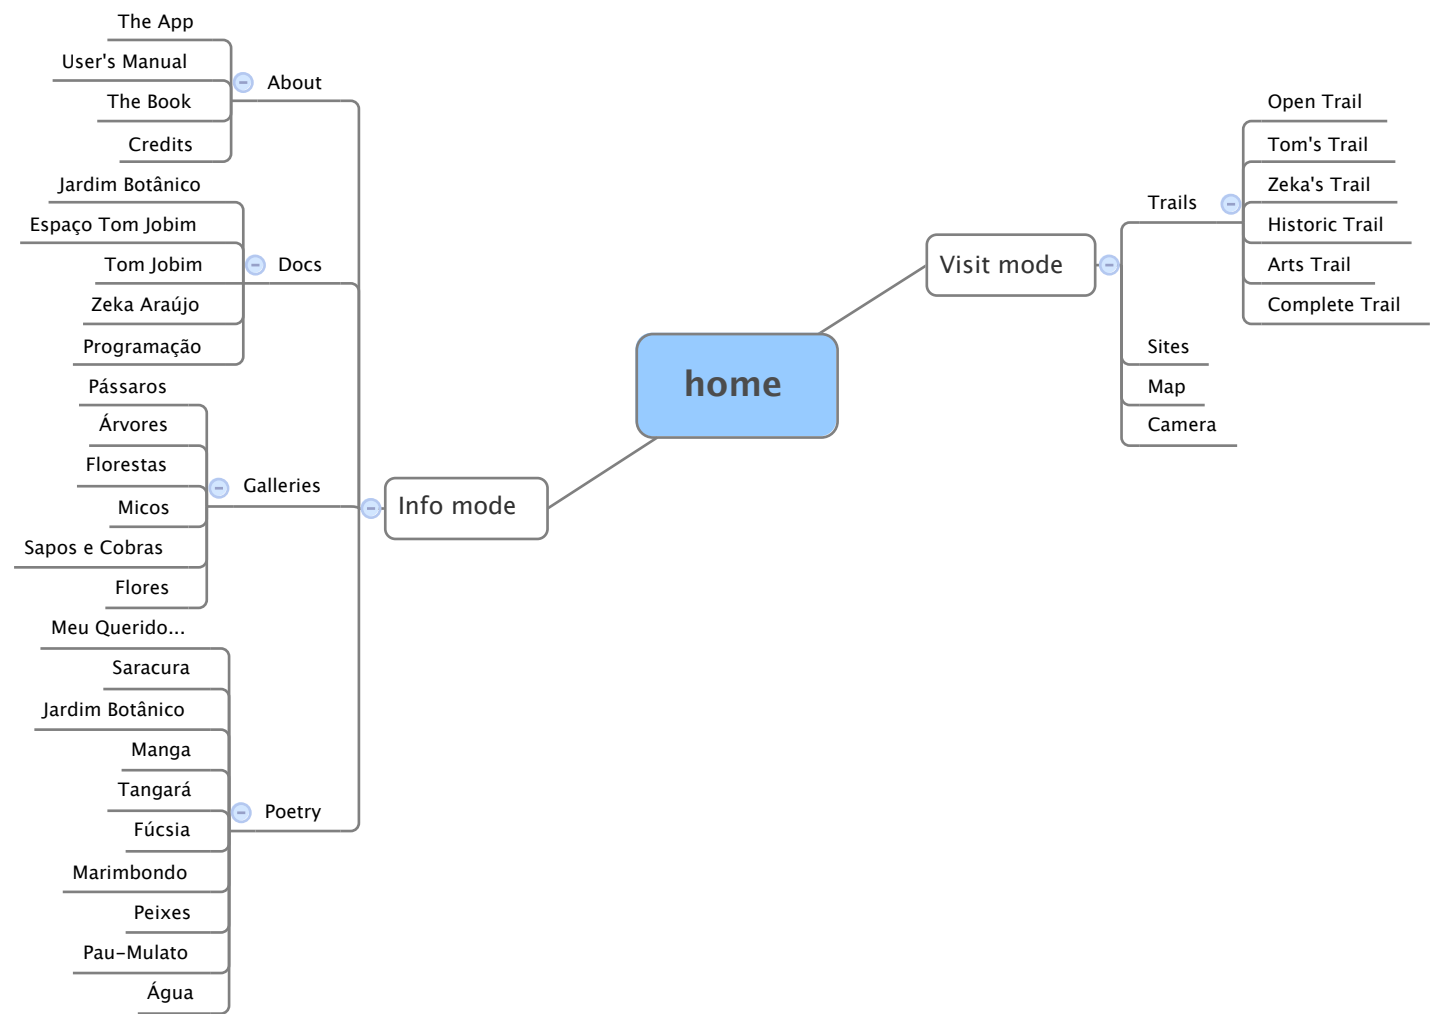 home
Visit mode
Trails
Open Trail
Tom's Trail
Zeka's Trail
Historic Trail
Arts Trail
Complete Trail
Sites
Map
Camera
Info mode
About
The App
User's Manual
The Book
Credits
Docs
Jardim Botânico
Espaço Tom Jobim
Tom Jobim
Zeka Araújo
Programação
Galleries
Pássaros
Árvores
Florestas
Micos
Sapos e Cobras
Flores
Poetry
Meu Querido...
Saracura
Jardim Botânico
Manga
Tangará
Fúcsia
Marimbondo
Peixes
Pau-Mulato
Água